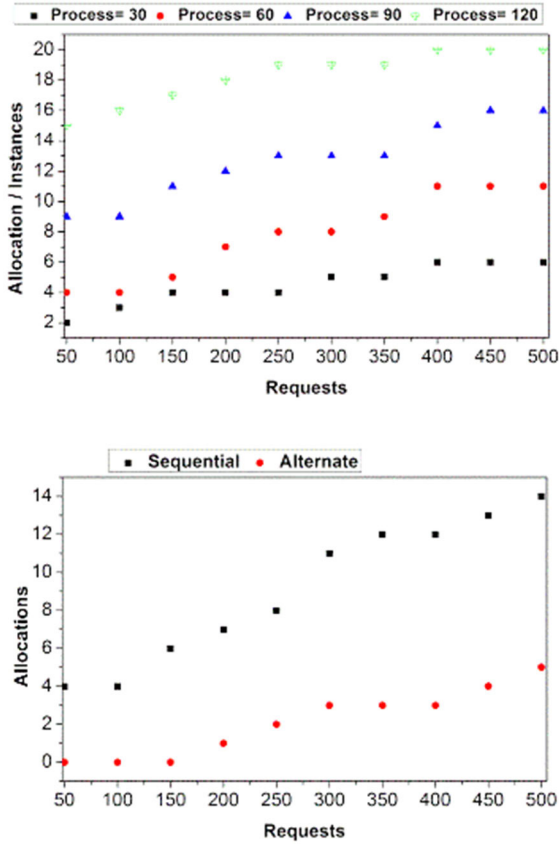 Process= 30 Process= 60 Process= 90 Process= 120
20
18
16
14
12
10
8
6
4
2
Allocation / Instances
50 100 150 200 250 300 350 400 450 500
Requests
Sequential Alternate
14
12
10
8
6
4
2
0
Allocations
50 100 150 200 250 300 350 400 450 500
Requests